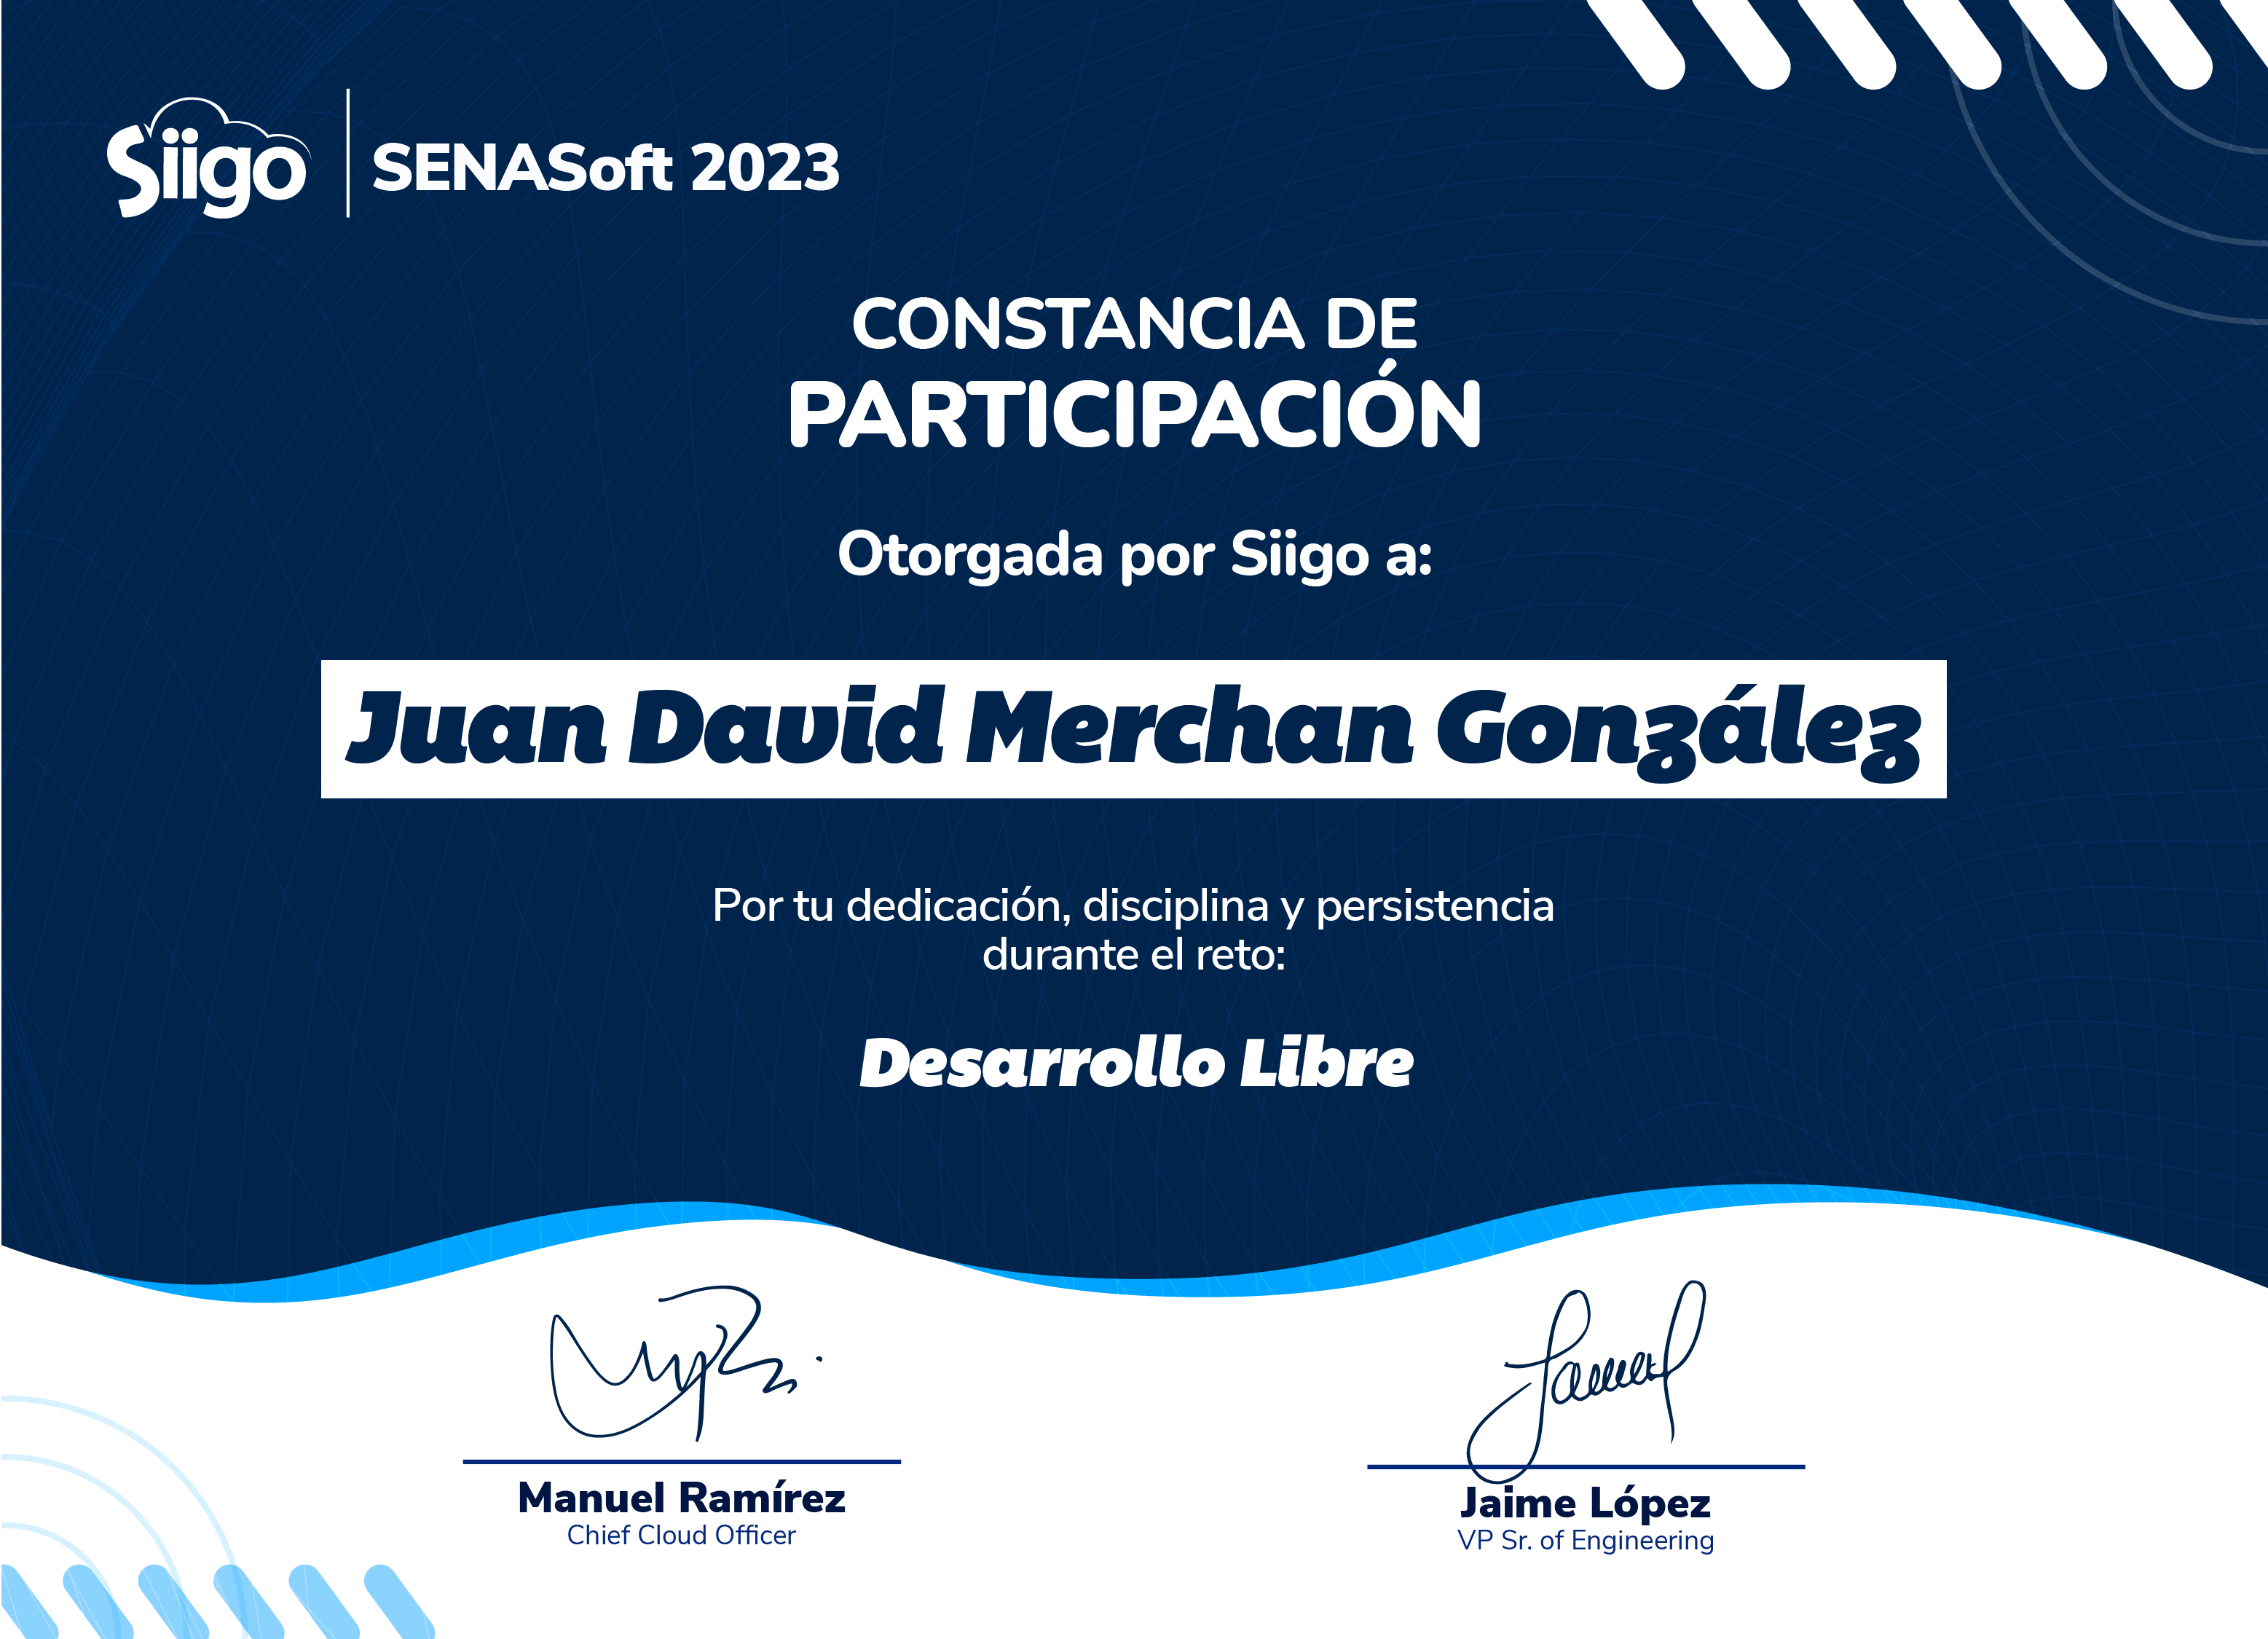 Siigo
SENASoft 2023
CONSTANCIA DE
PARTICIPACIÓN
Otorgada por Siigo a:
Juan David Merchan González
Por tu dedicación, disciplina y persistencia
durante el reto:
Desarrollo Libre
Manuel Ramírez
Chief Cloud Officer
Jaime López
VP Sr. of Engineering